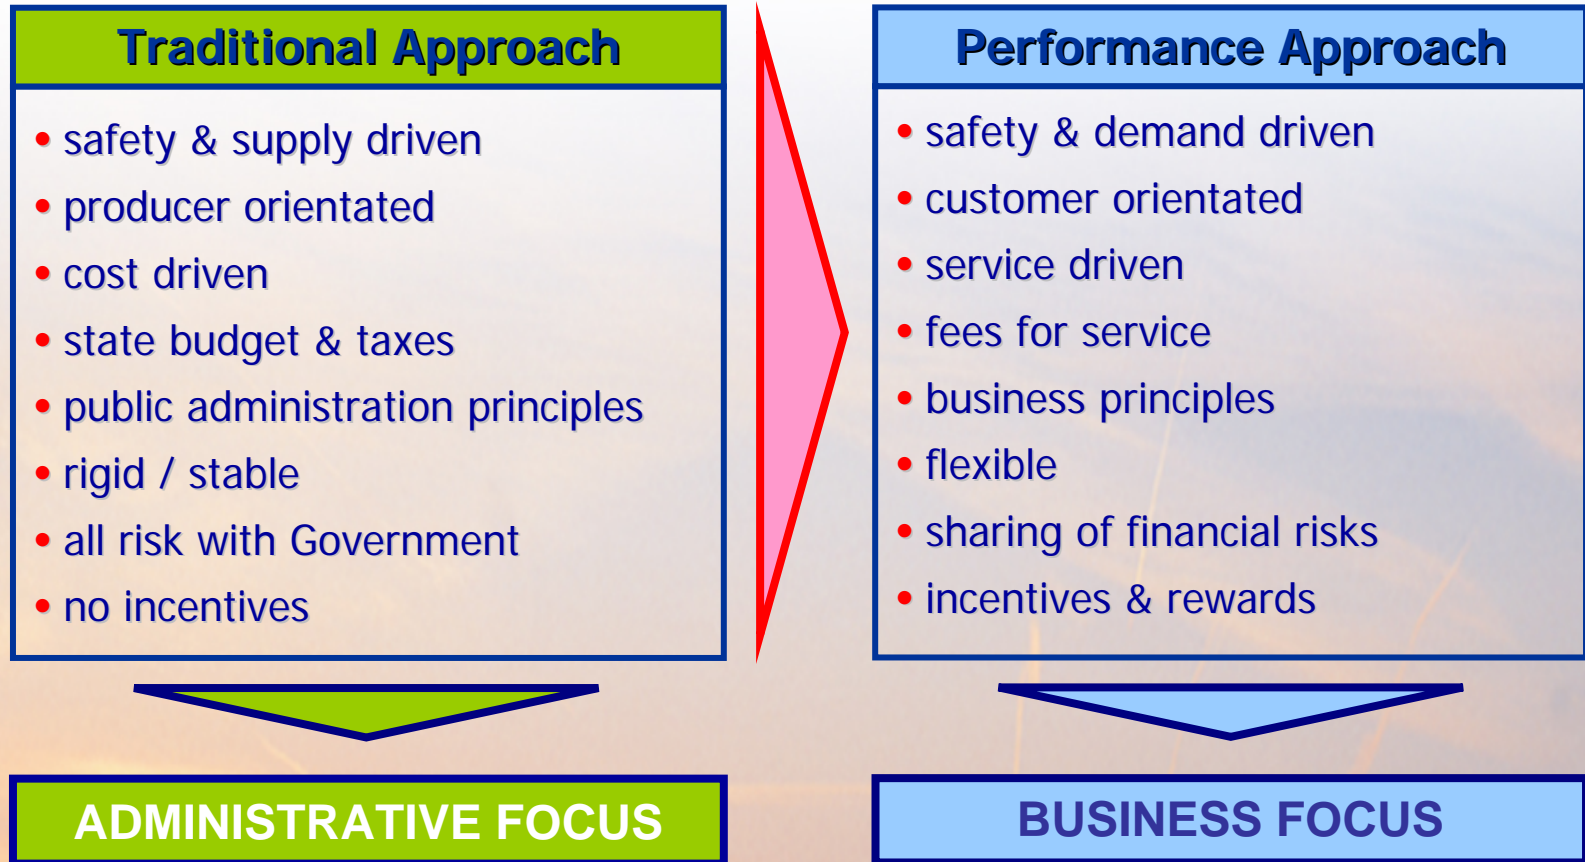 Traditional Approach
• safety & supply driven
• producer orientated
• cost driven
• state budget & taxes
• public administration principles
• rigid / stable
• all risk with Government
• no incentives
ADMINISTRATIVE FOCUS
Performance Approach
• safety & demand driven
• customer orientated
• service driven
• fees for service
• business principles
• flexible
• sharing of financial risks
• incentives & rewards
BUSINESS FOCUS